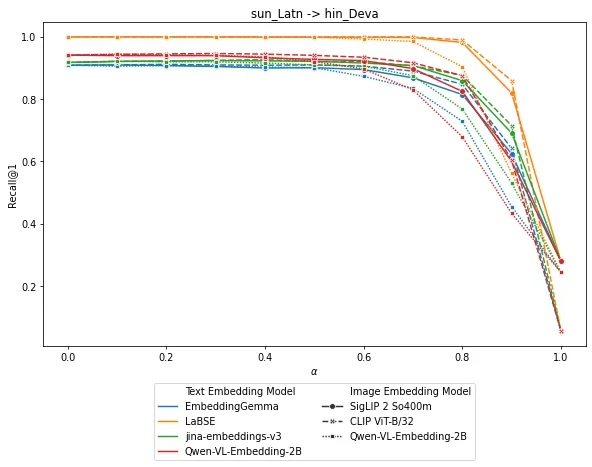 sun_Latn -> hin_Deva
1.0
0.8
0.6
0.4
0.2
Recall@1
0.0 0.2 0.4 0.6 0.8 1.0
α
Text Embedding Model Image Embedding Model
EmbeddingGemma SigLIP 2 So400m
LaBSE CLIP ViT-B/32
jina-embeddings-v3 Qwen-VL-Embedding-2B
Qwen-VL-Embedding-2B